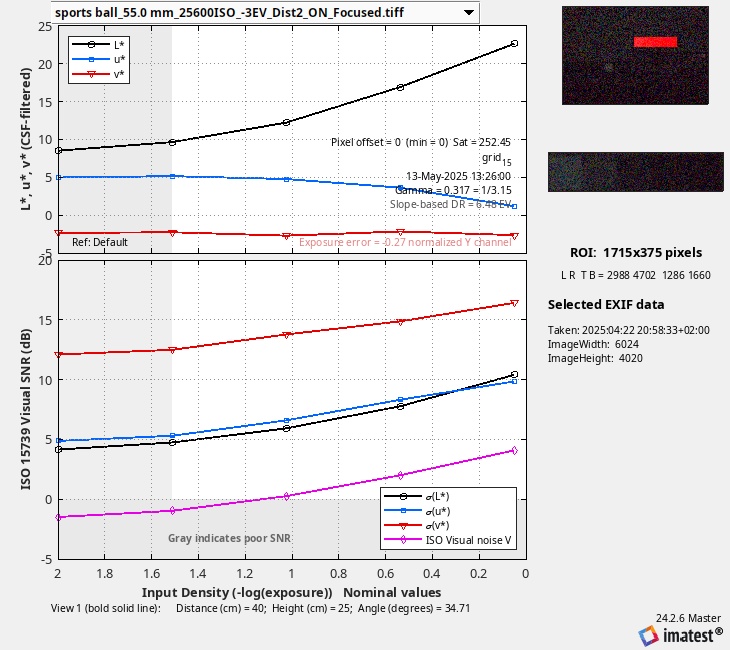 sports ball_55.0 mm_25600ISO_-3EV_Dist2_ON_Focused.tiff
25
20
15
10
5
0
-5
L*, u*, v* (CSF-filtered)
L*
u*
v*
Pixel offset = 0 (min = 0) Sat = 252.45
grid15
13-May-2025 13:26:00
Gamma = 0.317 = 1/3.15
Slope-based DR = 6.48 EV
Ref: Default
Exposure error = -0.27 normalized Y channel
20
15
10
5
0
-5
ISO 15739 Visual SNR (dB)
Gray indicates poor SNR
𝜎(L*)
𝜎(u*)
𝜎(v*)
ISO Visual noise V
2 1.8 1.6 1.4 1.2 1 0.8 0.6 0.4 0.2 0
Input Density (-log(exposure)) Nominal values
View 1 (bold solid line): Distance (cm) = 40; Height (cm) = 25; Angle (degrees) = 34.71
ROI: 1715x375 pixels
L R T B = 2988 4702 1286 1660
Selected EXIF data
Taken: 2025:04:22 20:58:33+02:00
ImageWidth: 6024
ImageHeight: 4020
24.2.6 Master
imatest®